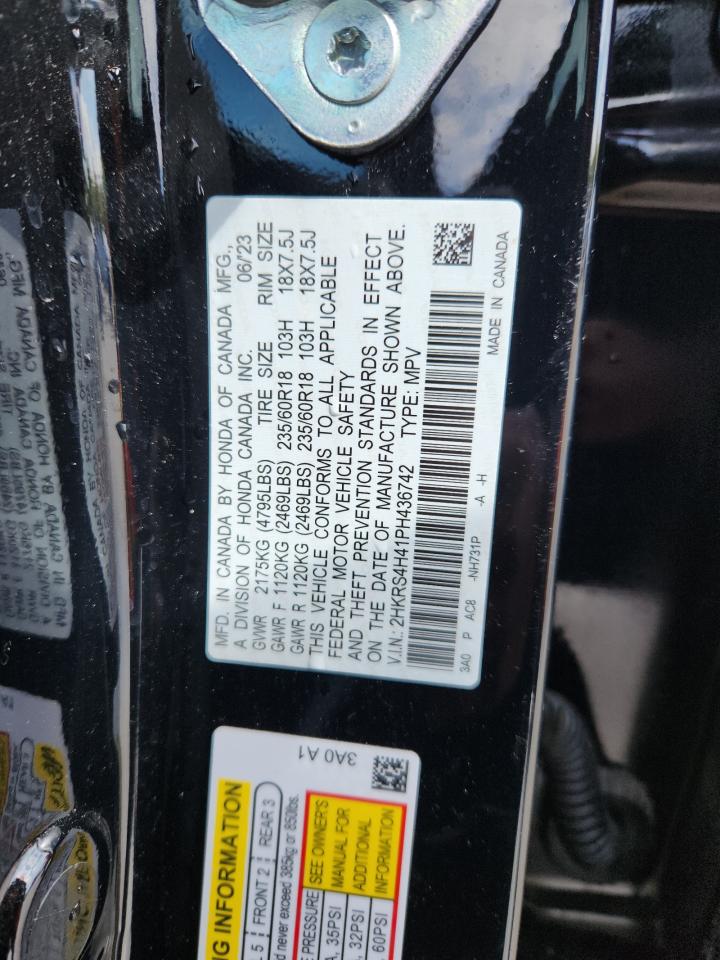 MFD. IN CANADA BY HONDA OF CANADA MFG.,
A DIVISION OF HONDA CANADA INC. 06/'23
GVWR 2175KG (4795LBS) TIRE SIZE RIM SIZE
GAWR F 1120KG (2469LBS) 235/60R18 103H 18X7.5J
GAWR R 1120KG (2469LBS) 235/60R18 103H 18X7.5J
THIS VEHICLE CONFORMS TO ALL APPLICABLE
FEDERAL MOTOR VEHICLE SAFETY
AND THEFT PREVENTION STANDARDS IN EFFECT
ON THE DATE OF MANUFACTURE SHOWN ABOVE.
V.I.N.: 2HKRS4H41PH436742 TYPE: MPV
3A0 P AC8 -NH731P -A -H
MADE IN CANADA
3A0 A1
INFORMATION
5 FRONT 2 REAR 3
never exceed 385kg or 850lbs.
PRESSURE SEE OWNER'S
35PSI MANUAL FOR
32PSI ADDITIONAL
60PSI INFORMATION